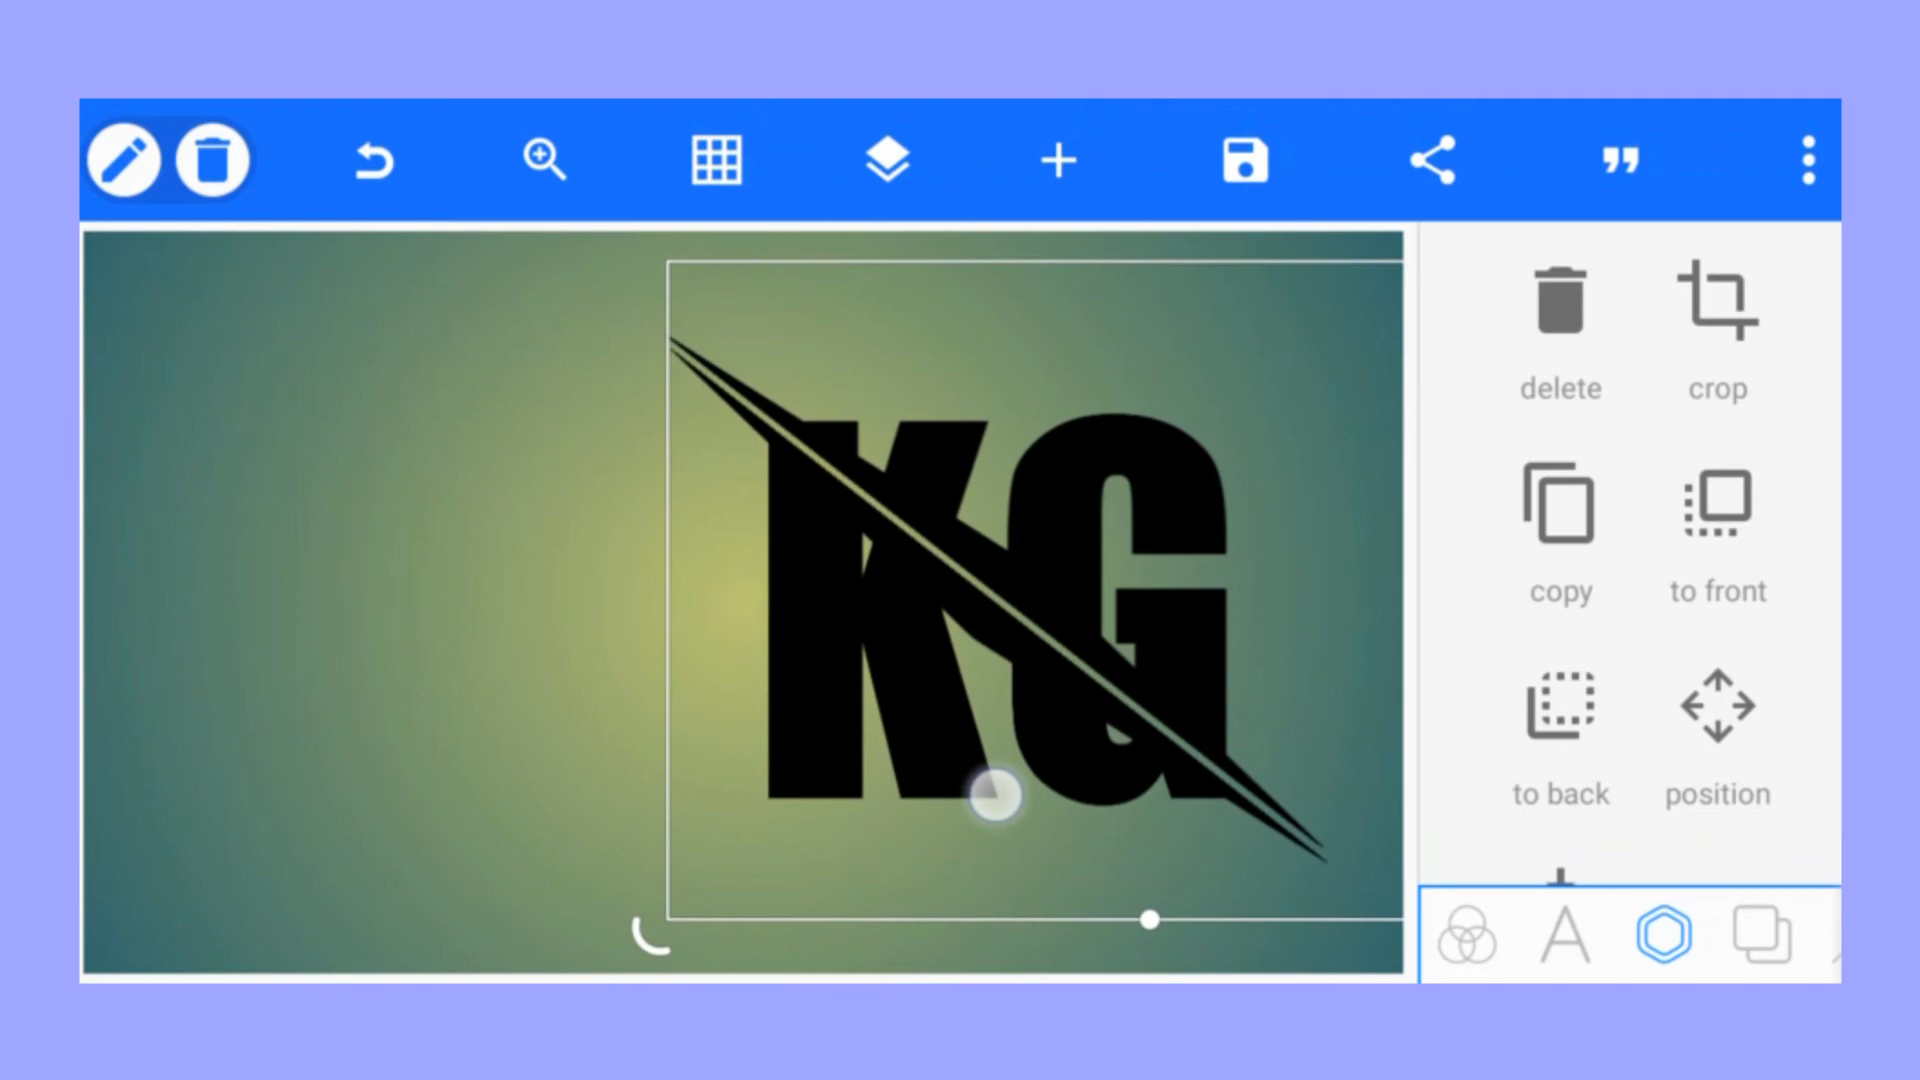 KG
delete
crop
copy
to front
to back
position
A